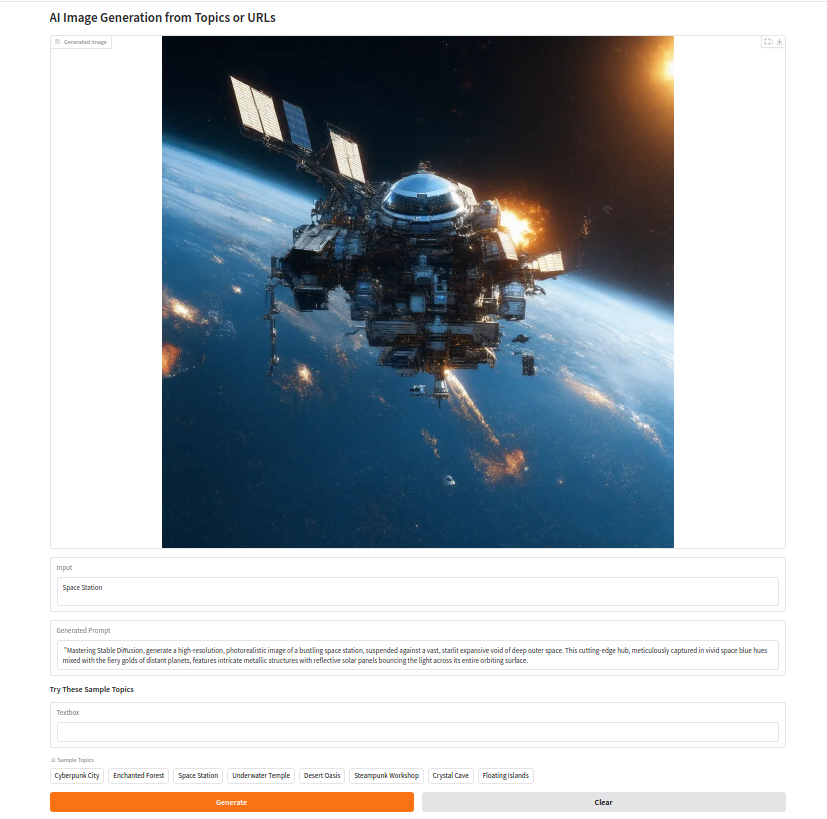 AI Image Generation from Topics or URLs
Generated Image
Input
Space Station
Generated Prompt
"Mastering Stable Diffusion, generate a high-resolution, photorealistic image of a bustling space station, suspended against a vast, starlit expansive void of deep outer space. This cutting-edge hub, meticulously captured in vivid space blue hues
mixed with the fiery golds of distant planets, features intricate metallic structures with reflective solar panels bouncing the light across its entire orbiting surface.
Try These Sample Topics
Textbox
Sample Topics
Cyberpunk City Enchanted Forest Space Station Underwater Temple Desert Oasis Steampunk Workshop Crystal Cave Floating Islands
Generate Clear